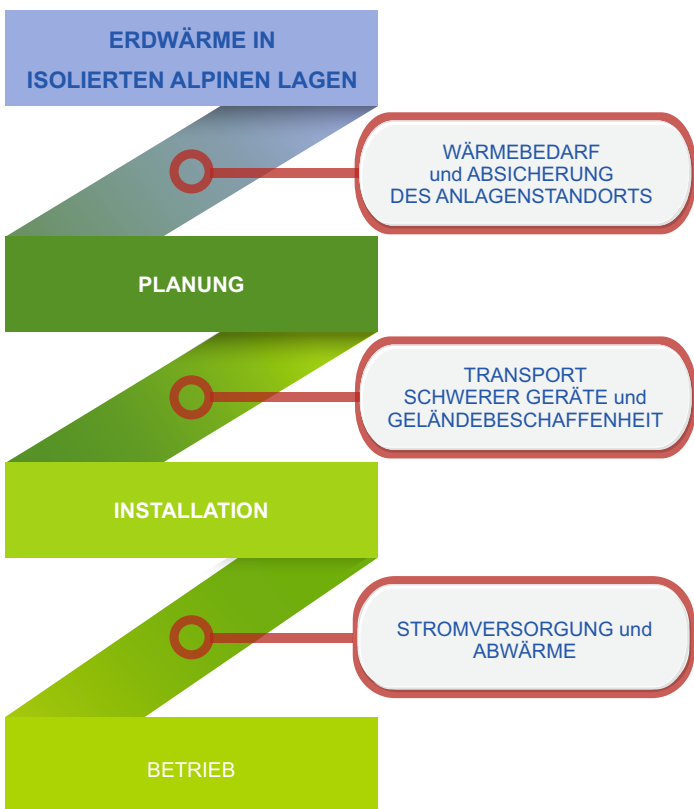 ERDWÄRME IN
ISOLIERTEN ALPINEN LAGEN
WÄRMEBEDARF
und ABSICHERUNG
DES ANLAGENSTANDORTS
PLANUNG
TRANSPORT
SCHWERER GERÄTE und
GELÄNDEBESCHAFFENHEIT
INSTALLATION
STROMVERSORGUNG und
ABWÄRME
BETRIEB